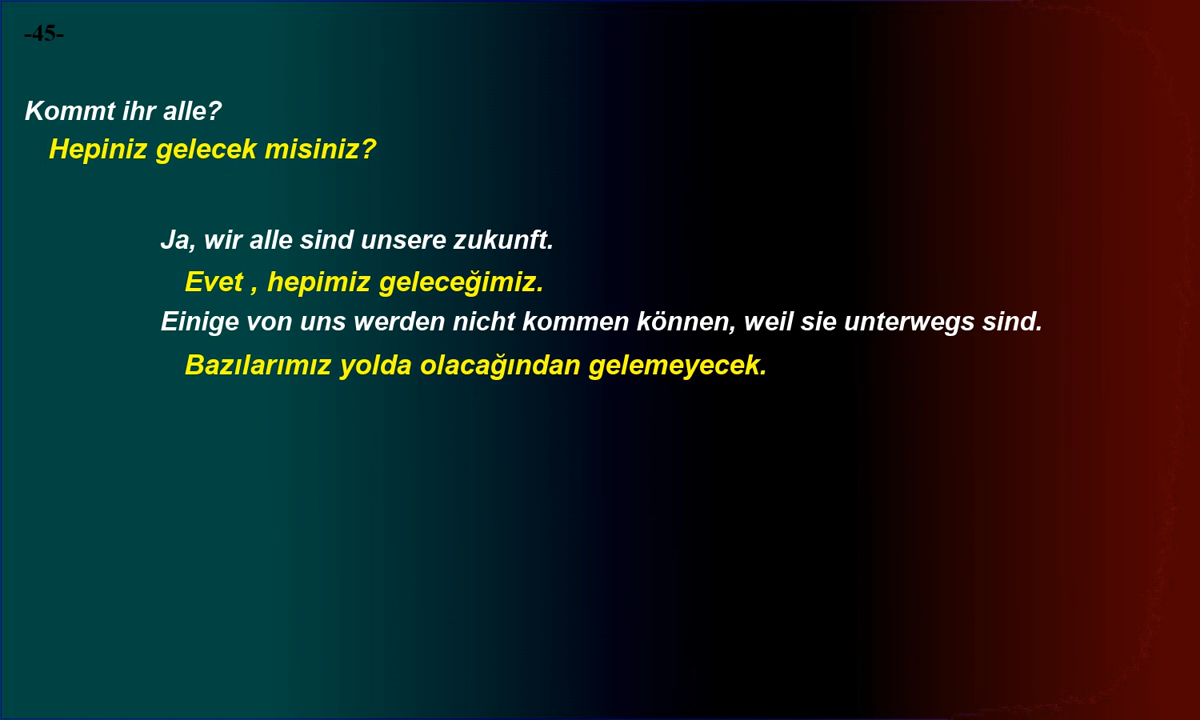 -45-
Kommt ihr alle?
Hepiniz gelecek misiniz?
Ja, wir alle sind unsere zukunft.
Evet , hepimiz geleceğimiz.
Einige von uns werden nicht kommen können, weil sie unterwegs sind.
Bazılarımız yolda olacağından gelemeyecek.